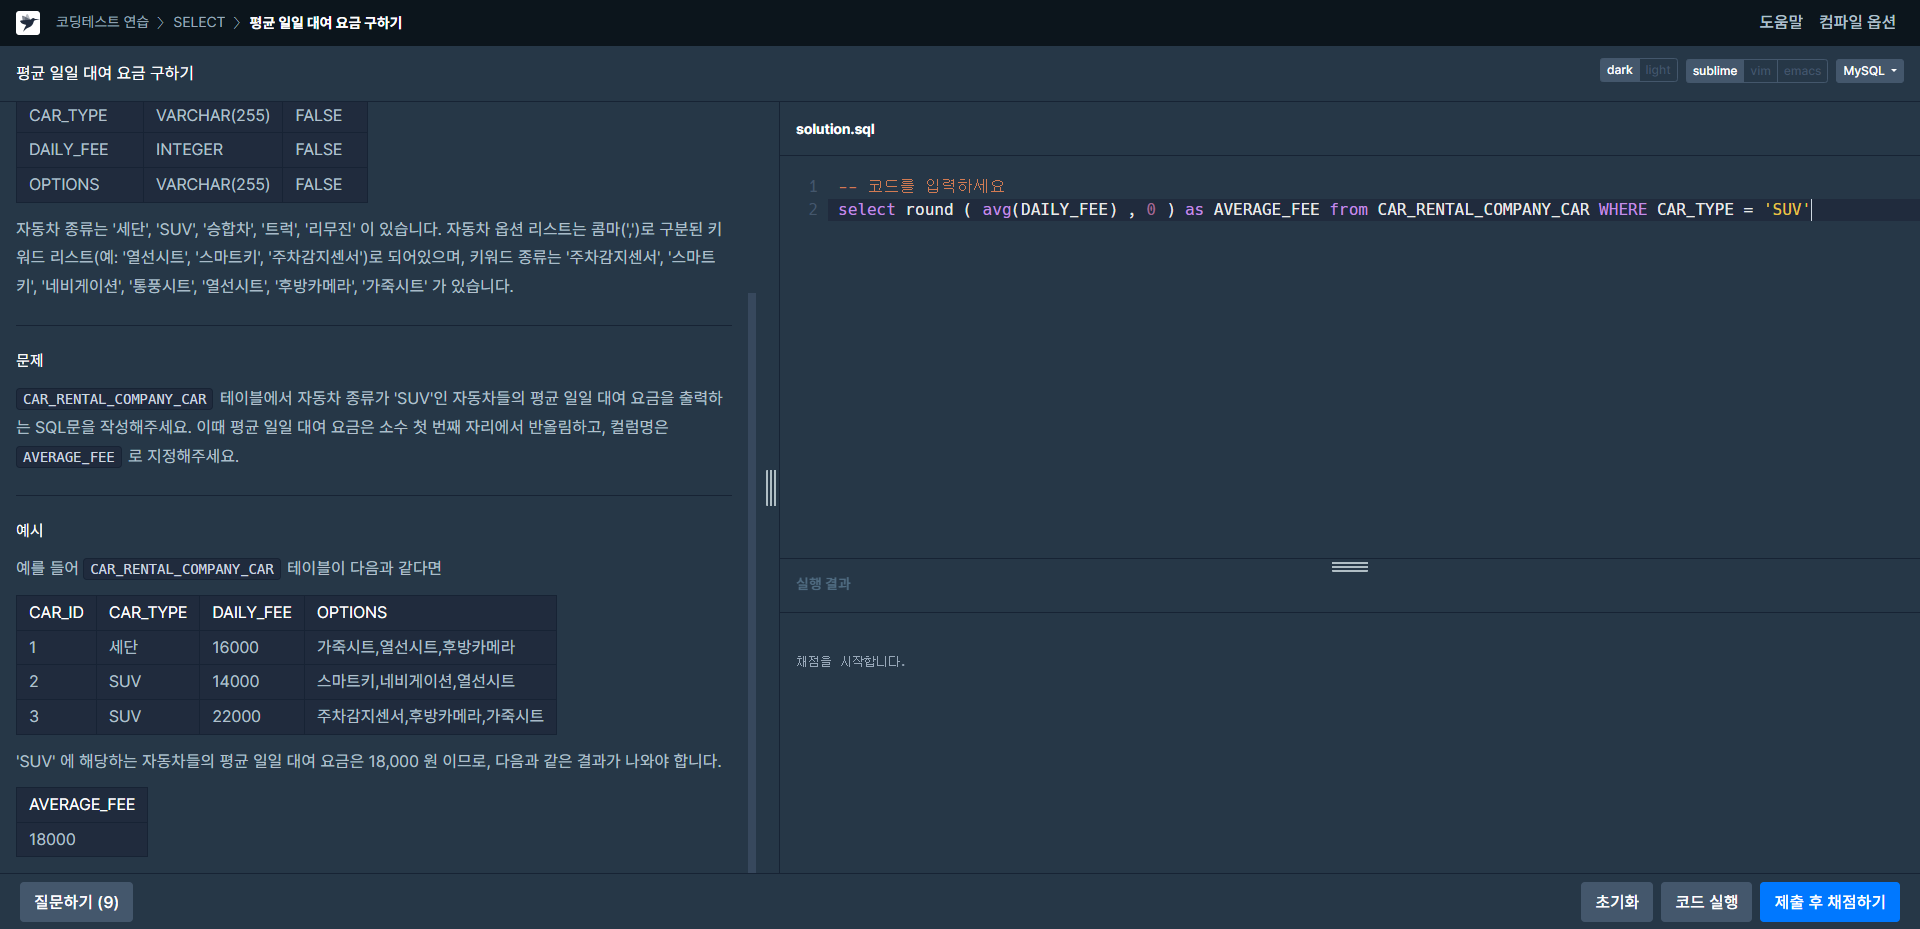 코딩테스트 연습 > SELECT > 평균 일일 대여 요금 구하기
도움말 컴파일 옵션
평균 일일 대여 요금 구하기
dark light sublime vim emacs MySQL
CAR_TYPE VARCHAR(255) FALSE
DAILY_FEE INTEGER FALSE
OPTIONS VARCHAR(255) FALSE
자동차 종류는 '세단', 'SUV', '승합차', '트럭', '리무진' 이 있습니다. 자동차 옵션 리스트는 콤마(',')로 구분된 키
워드 리스트(예: '열선시트', '스마트키', '주차감지센서')로 되어있으며, 키워드 종류는 '주차감지센서', '스마트
키', '네비게이션', '통풍시트', '열선시트', '후방카메라', '가죽시트' 가 있습니다.
문제
CAR_RENTAL_COMPANY_CAR 테이블에서 자동차 종류가 'SUV'인 자동차들의 평균 일일 대여 요금을 출력하
는 SQL문을 작성해주세요. 이때 평균 일일 대여 요금은 소수 첫 번째 자리에서 반올림하고, 컬럼명은
AVERAGE_FEE 로 지정해주세요.
예시
예를 들어 CAR_RENTAL_COMPANY_CAR 테이블이 다음과 같다면
CAR_ID CAR_TYPE DAILY_FEE OPTIONS
1 세단 16000 가죽시트,열선시트,후방카메라
2 SUV 14000 스마트키,네비게이션,열선시트
3 SUV 22000 주차감지센서,후방카메라,가죽시트
'SUV' 에 해당하는 자동차들의 평균 일일 대여 요금은 18,000 원 이므로, 다음과 같은 결과가 나와야 합니다.
AVERAGE_FEE
18000
solution.sql
1 -- 코드를 입력하세요
2 select round ( avg(DAILY_FEE) , 0 ) as AVERAGE_FEE from CAR_RENTAL_COMPANY_CAR WHERE CAR_TYPE = 'SUV'
실행 결과
채점을 시작합니다.
질문하기 (9)
초기화 코드 실행 제출 후 채점하기